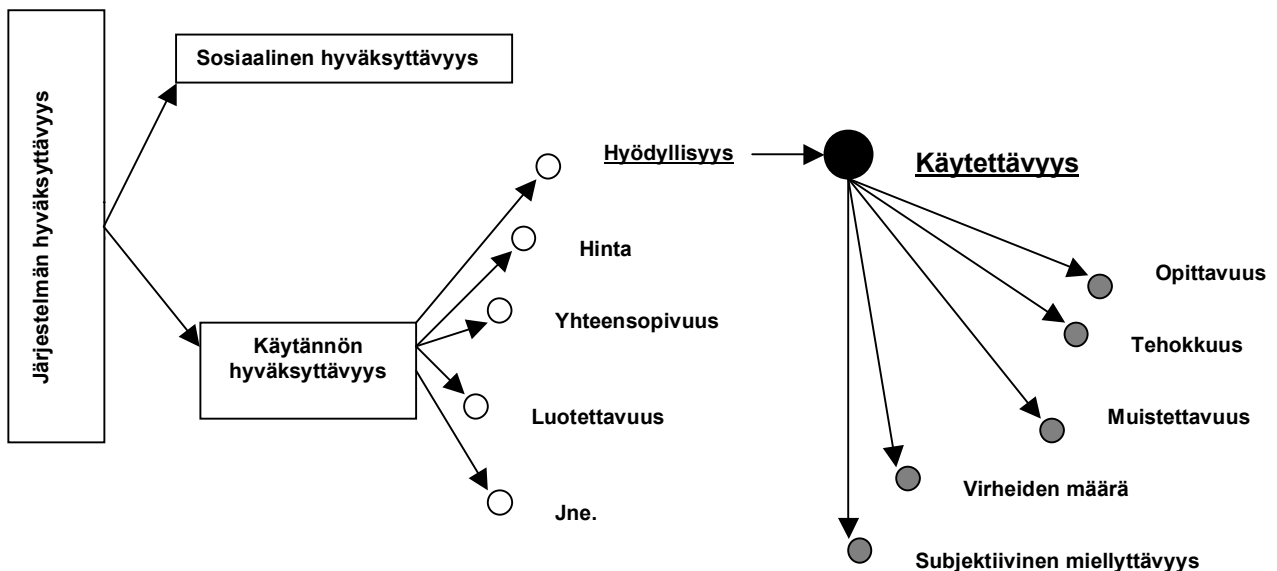 Järjestelmän hyväksyttävyys
Sosiaalinen hyväksyttävyys
Käytännön
hyväksyttävyys
Hyödyllisyys
Hinta
Yhteensopivuus
Luotettavuus
Jne.
Käytettävyys
Opittavuus
Tehokkuus
Muistettavuus
Virheiden määrä
Subjektiivinen miellyttävyys